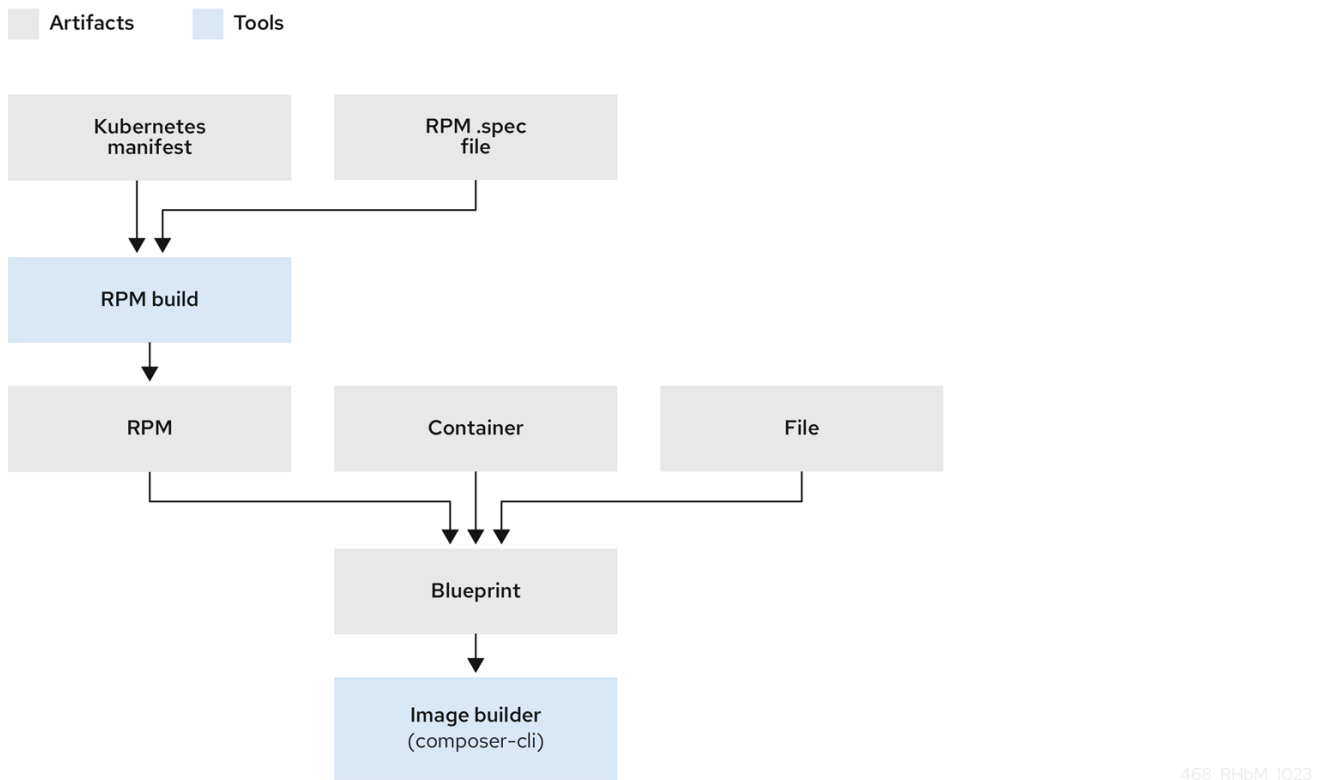 Artifacts
Tools
Kubernetes
manifest
RPM .spec
file
RPM build
RPM
Container
File
Blueprint
Image builder
(composer-cli)
468_RHbM_1023